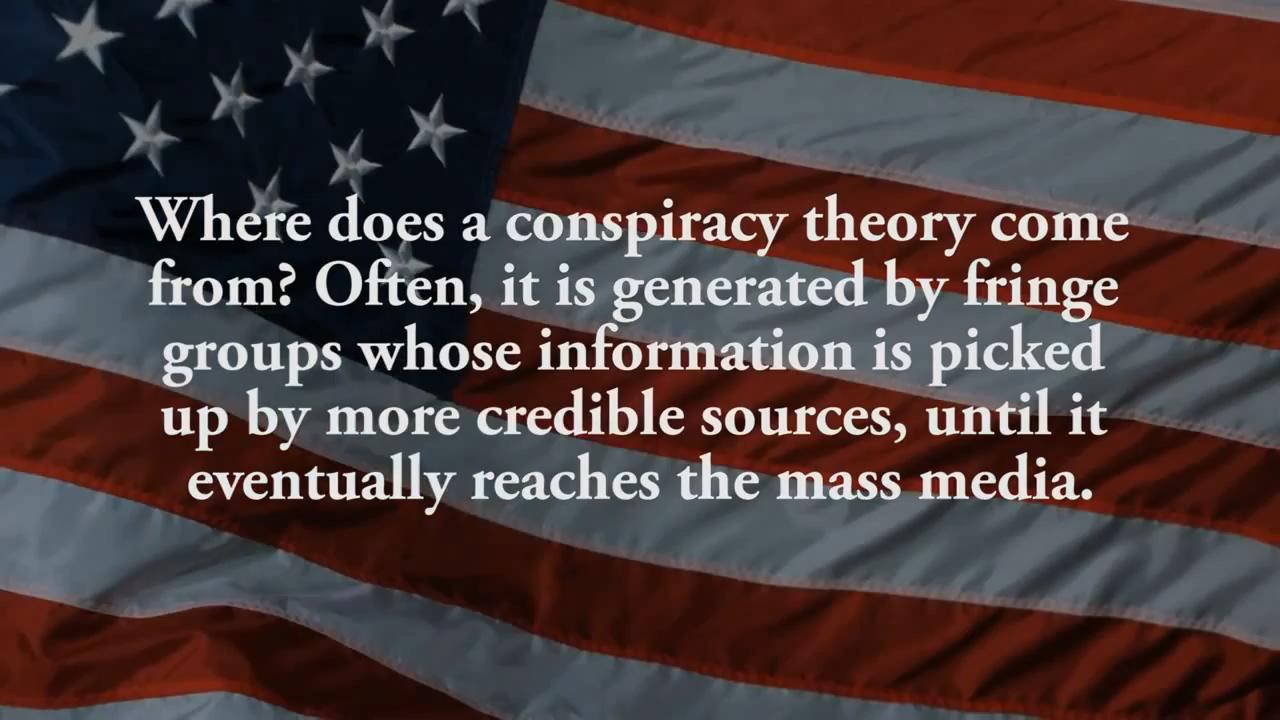 Where does a conspiracy theory come
from? Often, it is generated by fringe
groups whose information is picked
up by more credible sources, until it
eventually reaches the mass media.